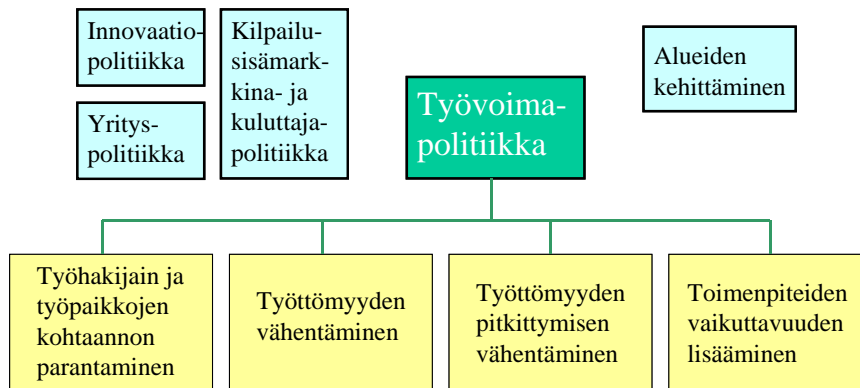 Innovaatio-
politiikka
Yritys-
politiikka
Kilpailu-
sisämark-
kina- ja
kuluttaja-
politiikka
Työvoima-
politiikka
Alueiden
kehittäminen
Työhakijain ja
työpaikkojen
kohtaannon
parantaminen
Työttömyyden
vähentäminen
Työttömyyden
pitkittymisen
vähentäminen
Toimenpiteiden
vaikuttavuuden
lisääminen